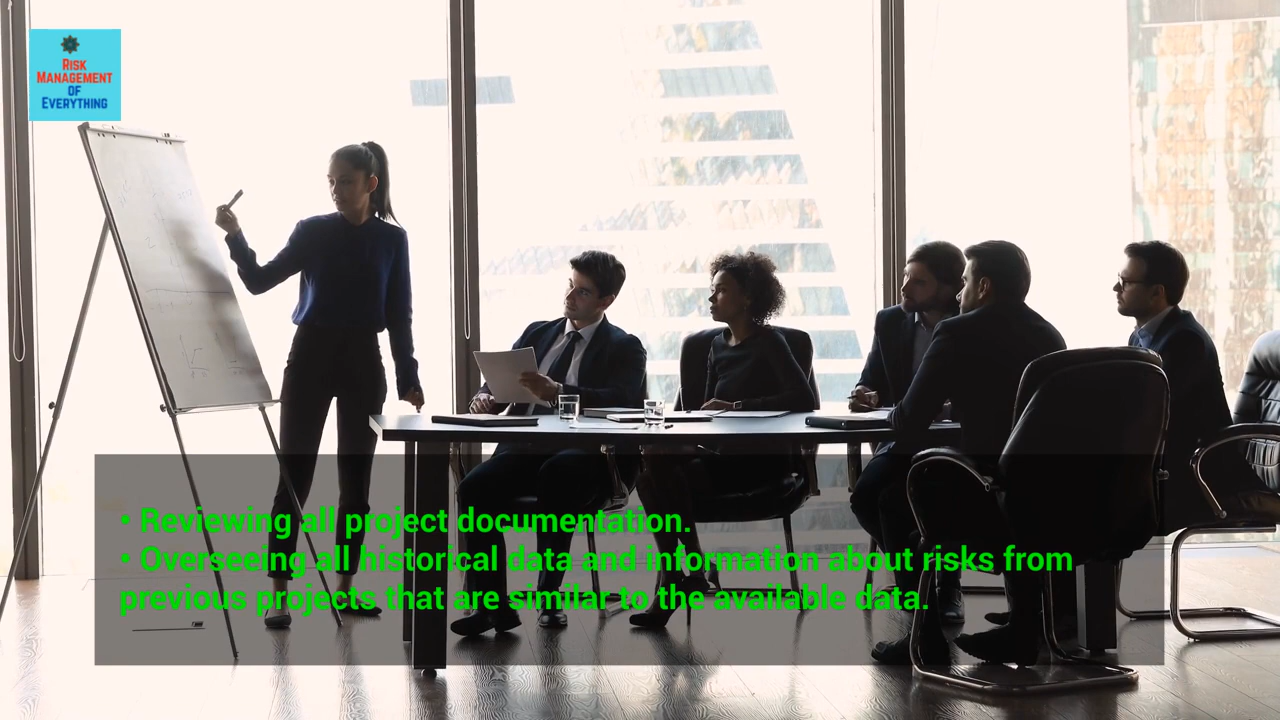 RISK
MANAGEMENT
OF
EVERYTHING
• Reviewing all project documentation.
• Overseeing all historical data and information about risks from
previous projects that are similar to the available data.